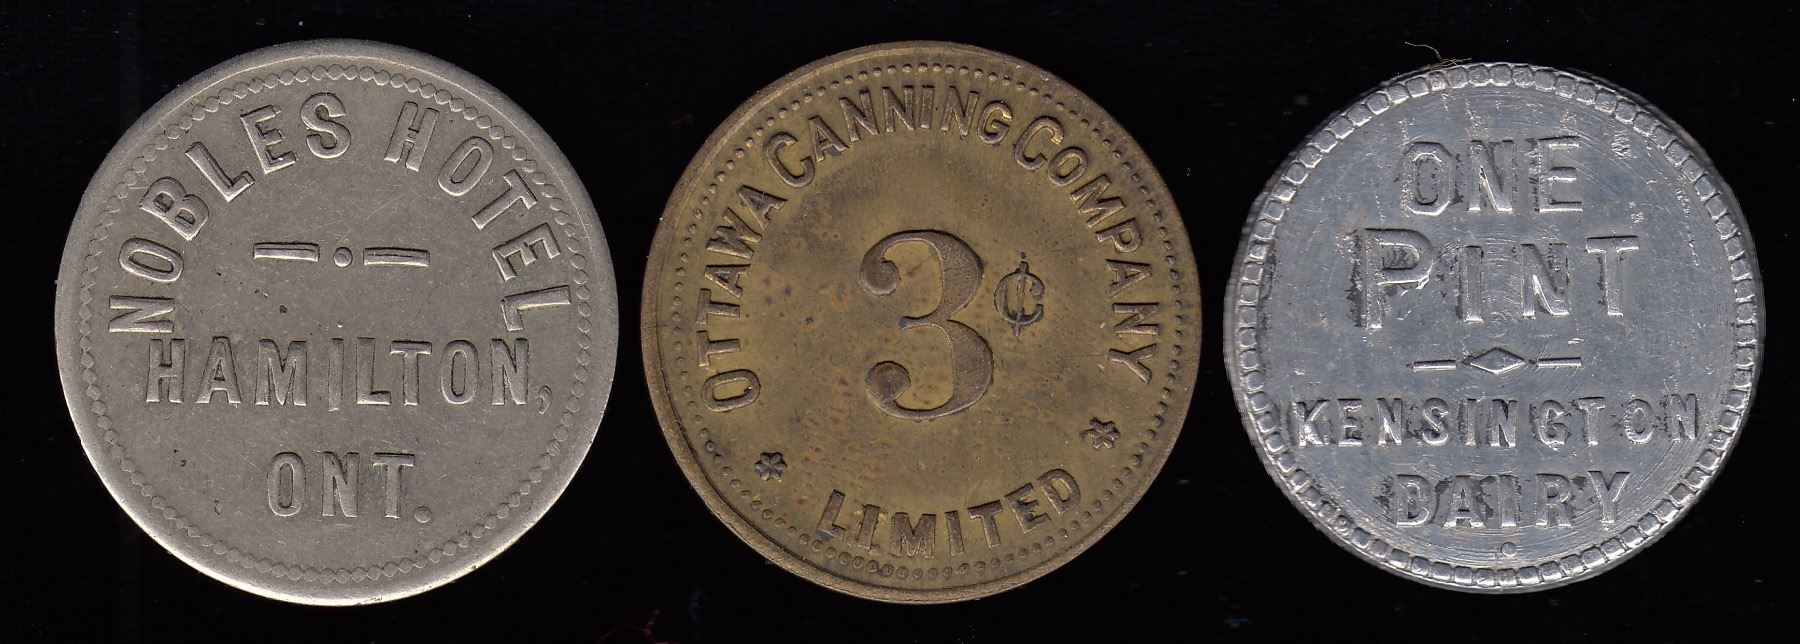 NOBLES HOTEL
HAMILTON,
ONT.
OTTAWA CANNING COMPANY
3¢
LIMITED
ONE
PINT
KENSINGTON
DAIRY